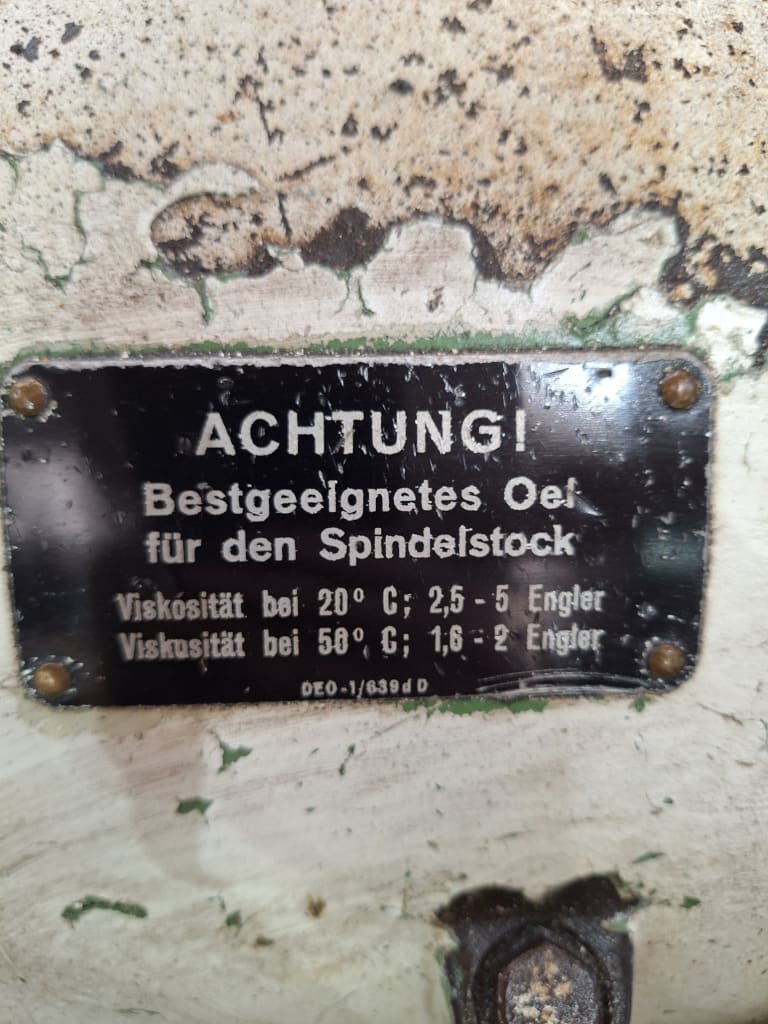 ACHTUNG!
Bestgeeignetes Oel
für den Spindelstock
Viskosität bei 20° C; 2,5 - 5 Engler
Viskosität bei 50° C; 1,6 - 2 Engler
DEO-1/639 d D